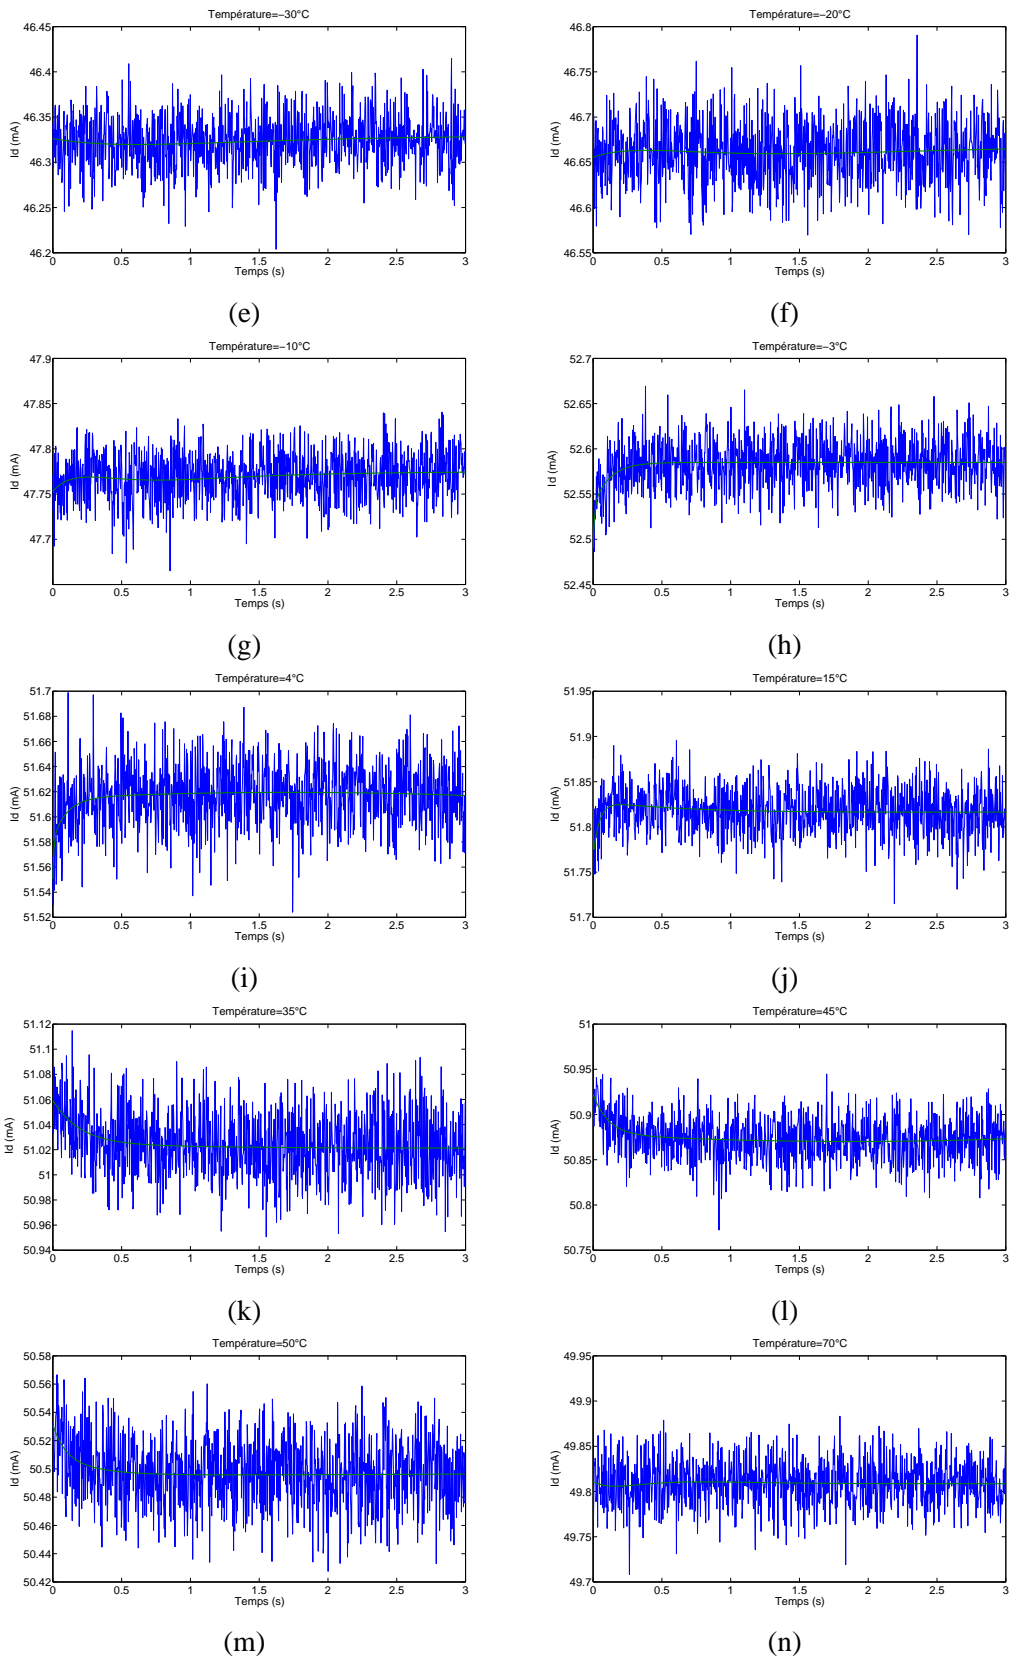 Température=−30°C
46.45
46.4
46.35
46.3
46.25
46.2
Id (mA)
0 0.5 1 1.5 2 2.5 3
Temps (s)
(e)
Température=−20°C
46.8
46.75
46.7
46.65
46.6
46.55
Id (mA)
0 0.5 1 1.5 2 2.5 3
Temps (s)
(f)
Température=−10°C
47.9
47.85
47.8
47.75
47.7
Id (mA)
0 0.5 1 1.5 2 2.5 3
Temps (s)
(g)
Température=−3°C
52.7
52.65
52.6
52.55
52.5
52.45
Id (mA)
0 0.5 1 1.5 2 2.5 3
Temps (s)
(h)
Température=4°C
51.7
51.68
51.66
51.64
51.62
51.6
51.58
51.56
51.54
51.52
Id (mA)
0 0.5 1 1.5 2 2.5 3
Temps (s)
(i)
Température=15°C
51.95
51.9
51.85
51.8
51.75
51.7
Id (mA)
0 0.5 1 1.5 2 2.5 3
Temps (s)
(j)
Température=35°C
51.12
51.1
51.08
51.06
51.04
51.02
51
50.98
50.96
50.94
Id (mA)
0 0.5 1 1.5 2 2.5 3
Temps (s)
(k)
Température=45°C
51
50.95
50.9
50.85
50.8
50.75
Id (mA)
0 0.5 1 1.5 2 2.5 3
Temps (s)
(l)
Température=50°C
50.58
50.56
50.54
50.52
50.5
50.48
50.46
50.44
50.42
Id (mA)
0 0.5 1 1.5 2 2.5 3
Temps (s)
(m)
Température=70°C
49.95
49.9
49.85
49.8
49.75
49.7
Id (mA)
0 0.5 1 1.5 2 2.5 3
Temps (s)
(n)